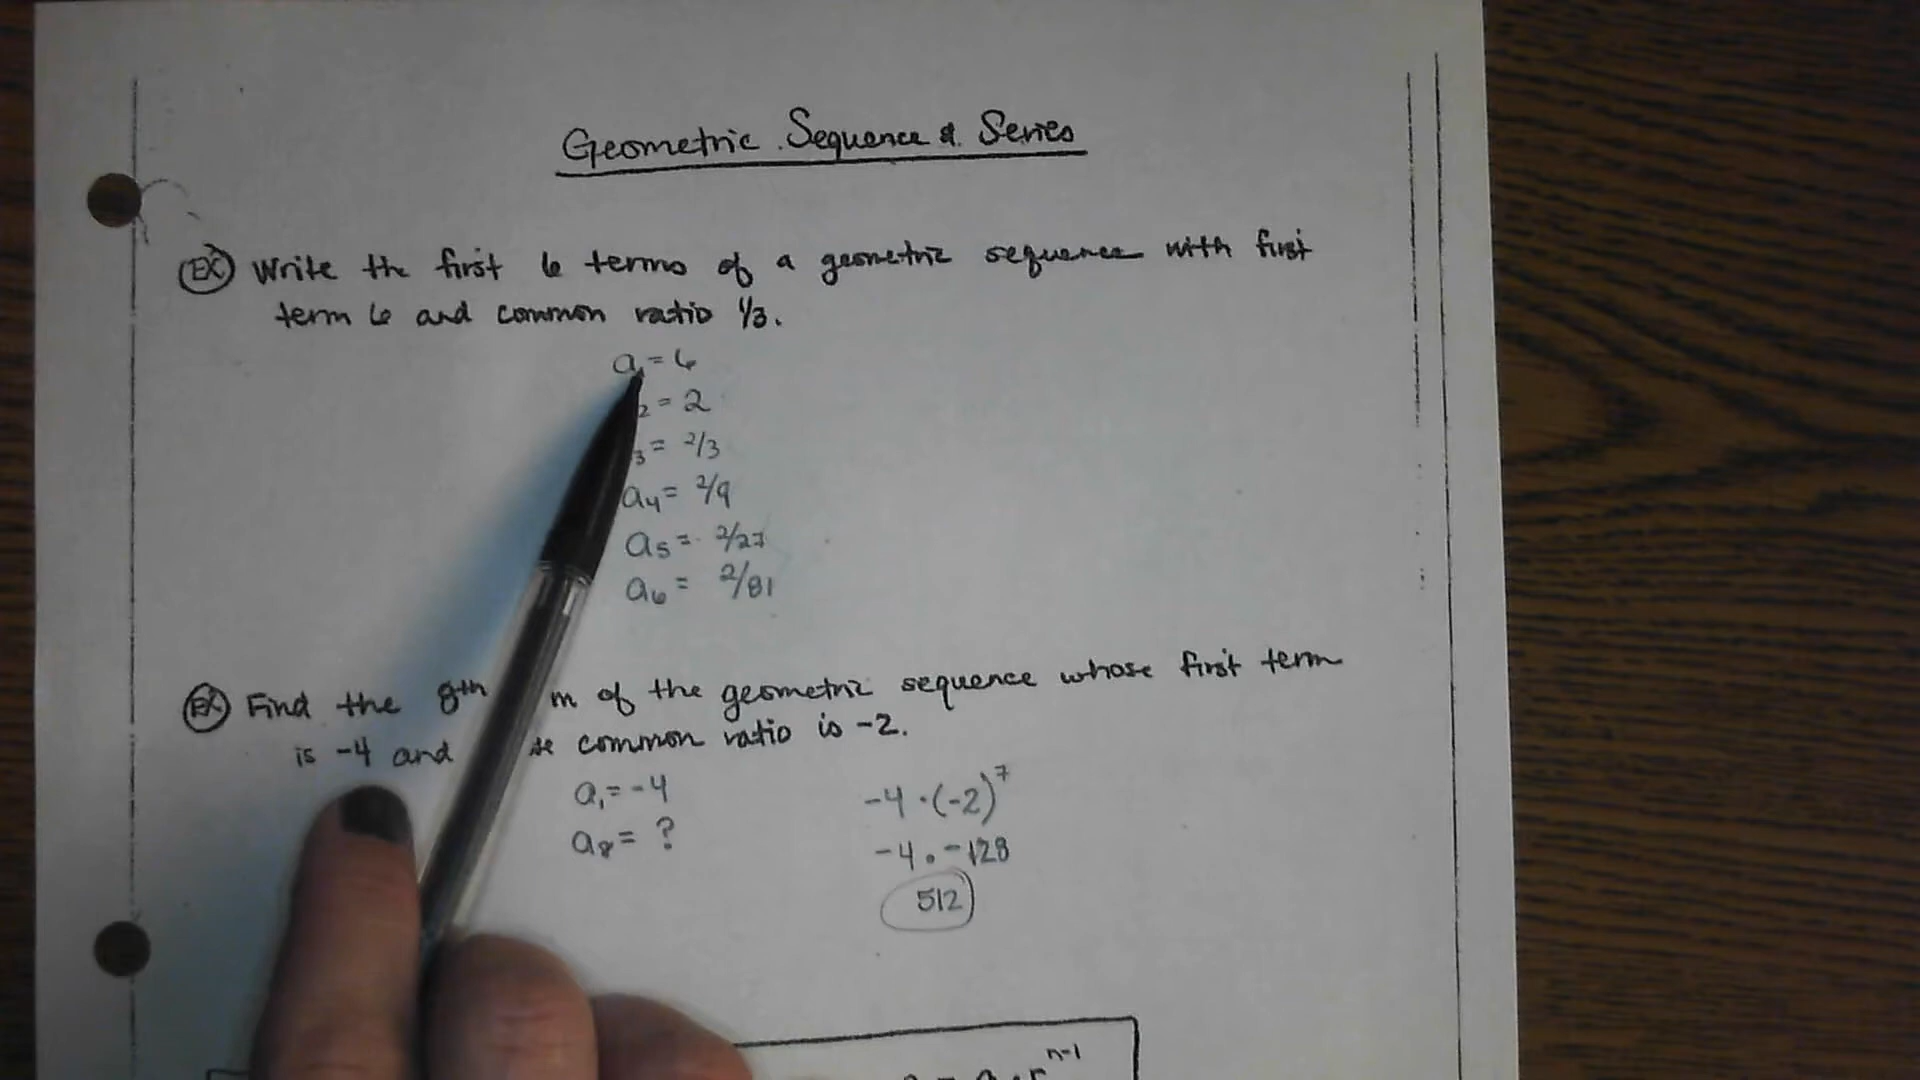 Geometric Sequence & Series
EX Write the first 6 terms of a geometric sequence with first
term 6 and common ratio 1/3.
a₁ = 6
₂ = 2
₃ = 2/3
a₄ = 2/9
a₅ = 2/27
a₆ = 2/81
EX Find the 8th m of the geometric sequence whose first term
is -4 and common ratio is -2.
a₁ = -4
a₈ = ?
-4 · (-2)⁷
-4 · -128
512
n-1